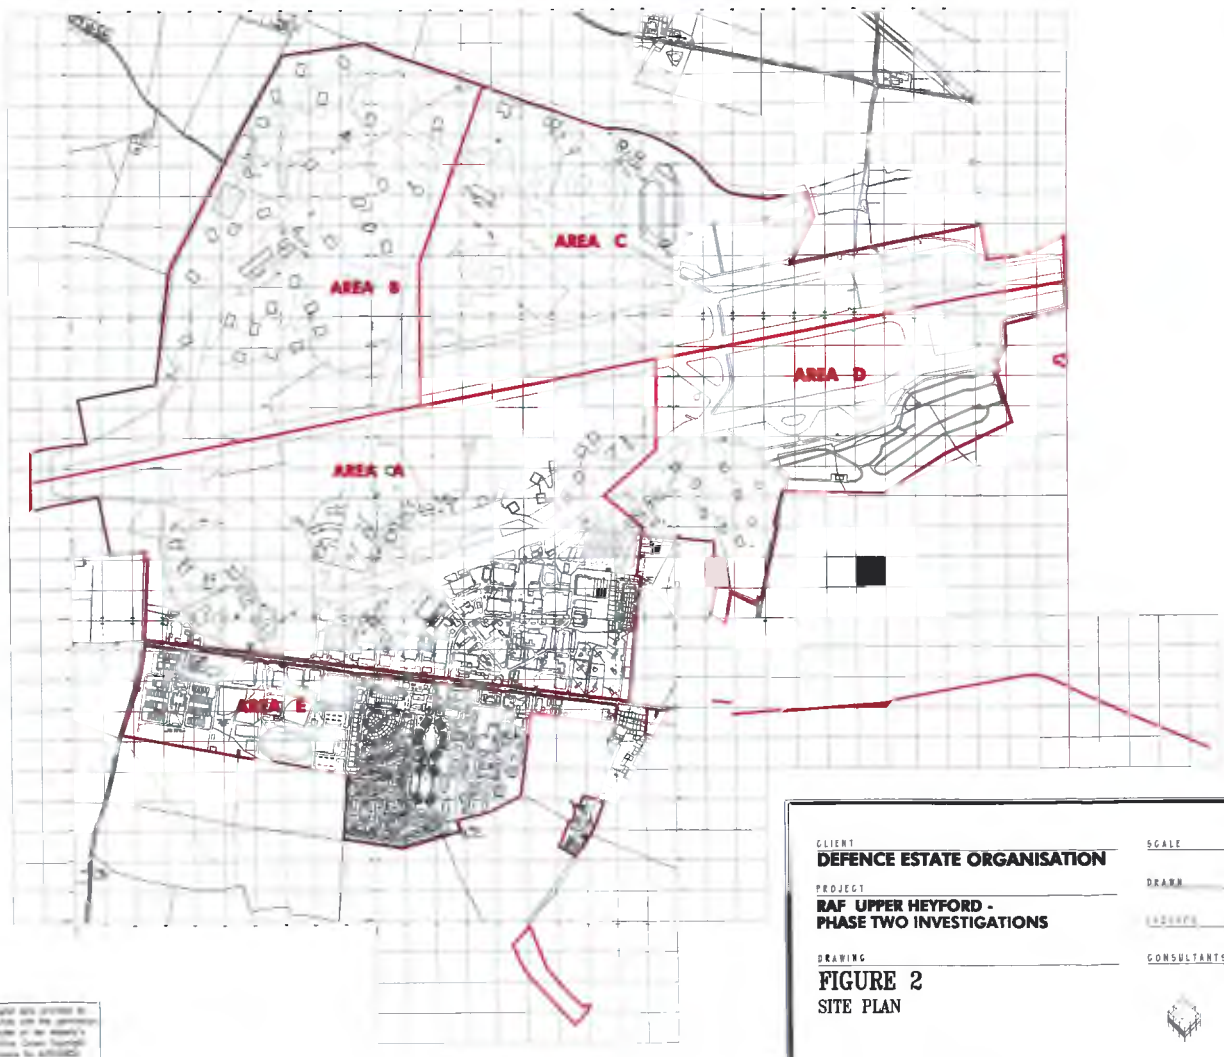 AREA C
AREA B
AREA D
AREA A
AREA E
CLIENT
DEFENCE ESTATE ORGANISATION
SCALE
PROJECT
DRAWN
RAF UPPER HEYFORD -
PHASE TWO INVESTIGATIONS
DRAWING
CONSULTANTS
FIGURE 2
SITE PLAN